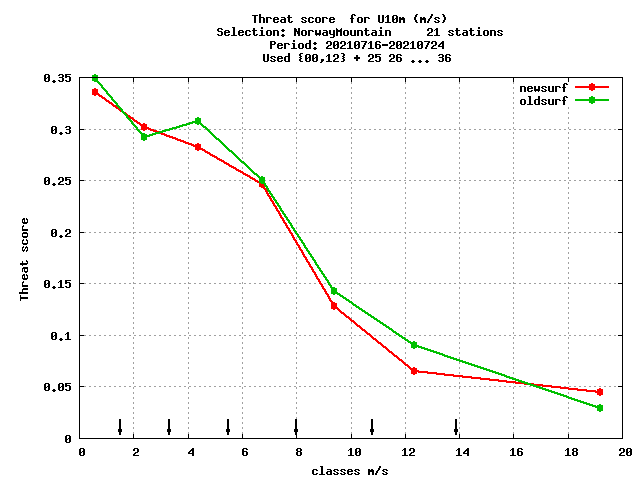 Threat score  for U10m (m/s)
Selection: NorwayMountain     21 stations
Period: 20210716-20210724
Used {00,12} + 25 26 ... 36
newsurf
oldsurf
0.35
0.3
0.25
0.2
0.15
0.1
0.05
0
Threat score
0 2 4 6 8 10 12 14 16 18 20
classes m/s